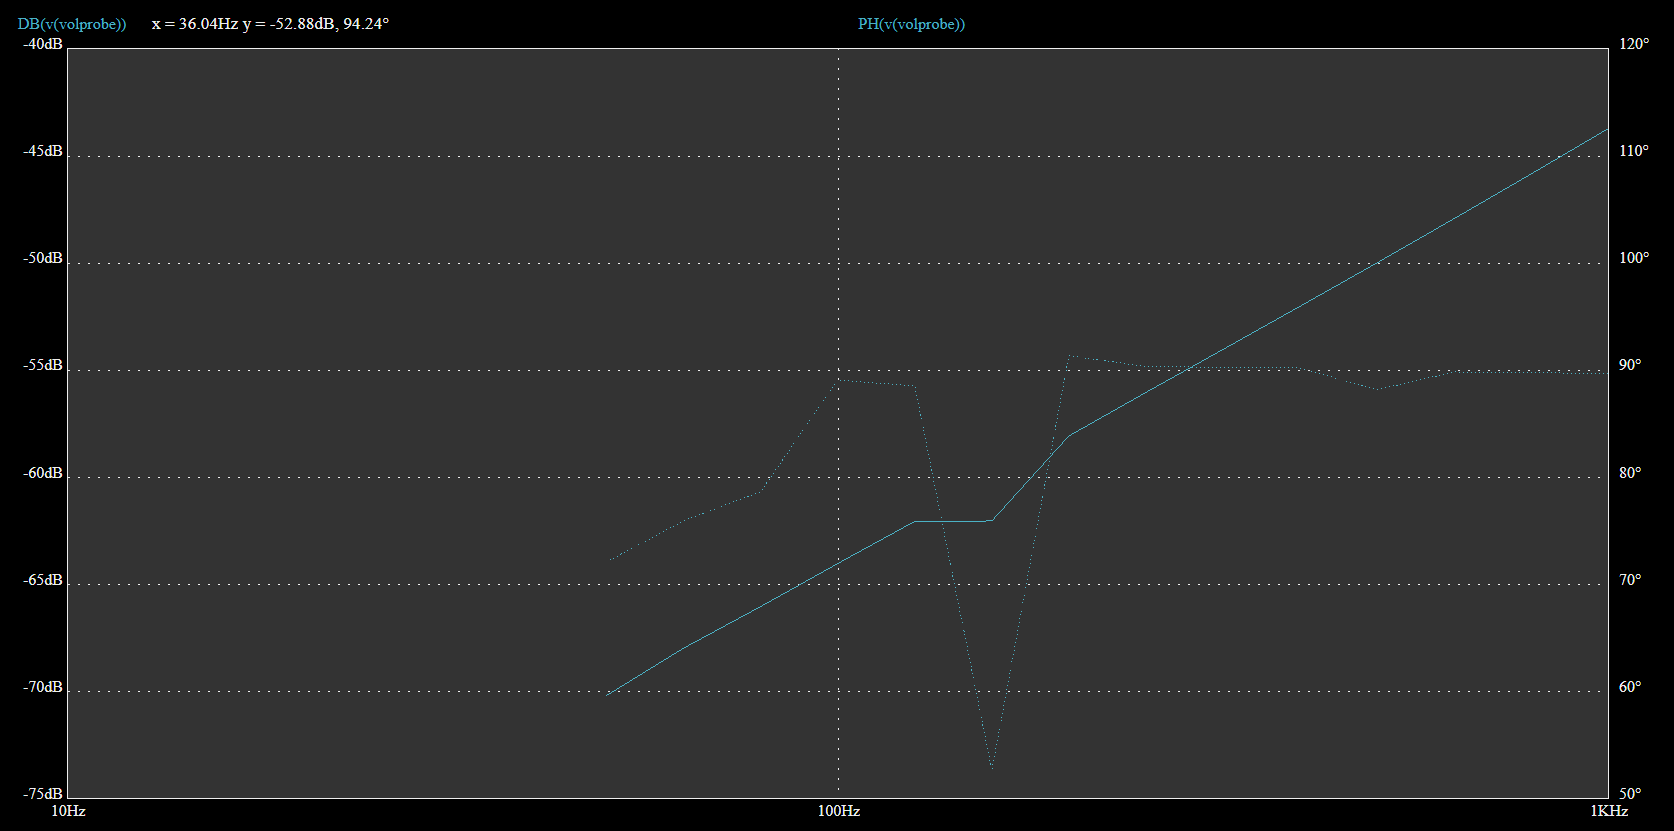 DB(v(volprobe)) x = 36.04Hz y = -52.88dB, 94.24° PH(v(volprobe))
-40dB 120°
-45dB 110°
-50dB 100°
-55dB 90°
-60dB 80°
-65dB 70°
-70dB 60°
-75dB 50°
10Hz 100Hz 1KHz